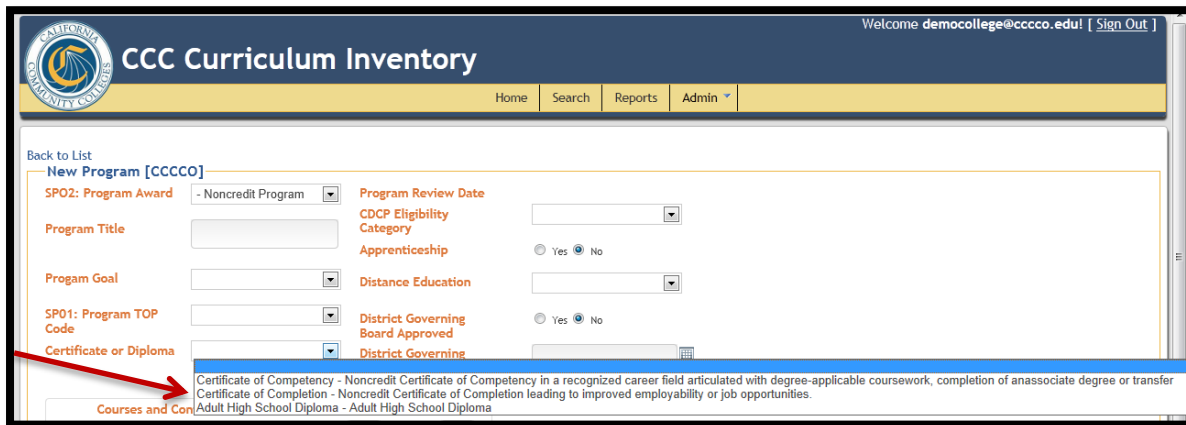 Welcome democollege@cccco.edu! [ Sign Out ]
CALIFORNIA
COMMUNITY COLLEGES
CCC Curriculum Inventory
Home Search Reports Admin
Back to List
New Program [CCCCO]
SPO2: Program Award - Noncredit Program Program Review Date
CDCP Eligibility
Category
Program Title
Apprenticeship Yes No
Progam Goal Distance Education
SP01: Program TOP
Code
District Governing
Board Approved
Yes No
Certificate or Diploma District Governing
Certificate of Competency - Noncredit Certificate of Competency in a recognized career field articulated with degree-applicable coursework, completion of anassociate degree or transfer
Certificate of Completion - Noncredit Certificate of Completion leading to improved employability or job opportunities.
Adult High School Diploma - Adult High School Diploma
Courses and Con